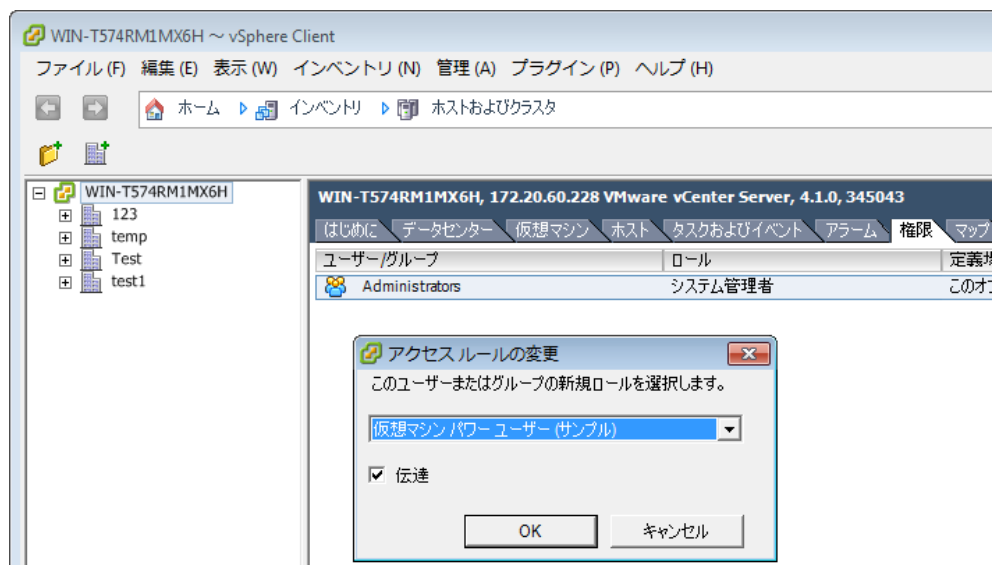 WIN-T574RM1MX6H ~ vSphere Client
ファイル (F) 編集 (E) 表示 (W) インベントリ (N) 管理 (A) プラグイン (P) ヘルプ (H)
ホーム インベントリ ホストおよびクラスタ
WIN-T574RM1MX6H
123
temp
Test
test1
WIN-T574RM1MX6H, 172.20.60.228 VMware vCenter Server, 4.1.0, 345043
はじめに データセンター 仮想マシン ホスト タスクおよびイベント アラーム 権限 マップ
ユーザー/グループ ロール 定義
Administrators システム管理者 このオ
アクセス ルールの変更
このユーザーまたはグループの新規ロールを選択します。
仮想マシン パワー ユーザー (サンプル)
伝達
OK キャンセル